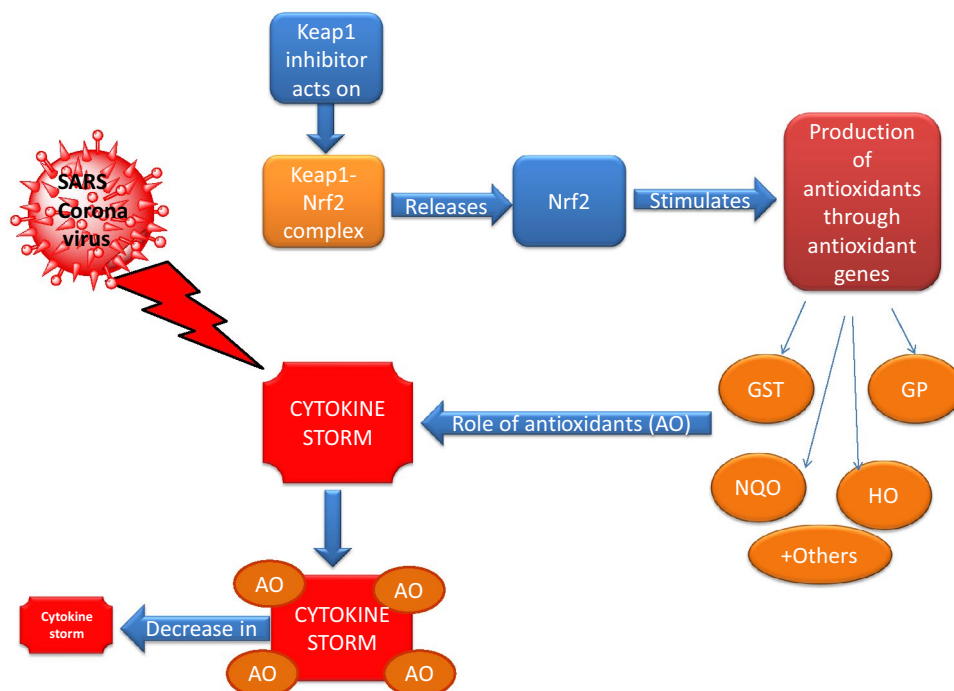 Keap1
inhibitor
acts on
SARS
Corona
virus
Keap1-
Nrf2
complex
Releases
Nrf2
Stimulates
Production
of
antioxidants
through
antioxidant
genes
GST
GP
NQO
HO
+Others
Role of antioxidants (AO)
CYTOKINE
STORM
AO
AO
CYTOKINE
STORM
AO
AO
Decrease in
Cytokine
storm